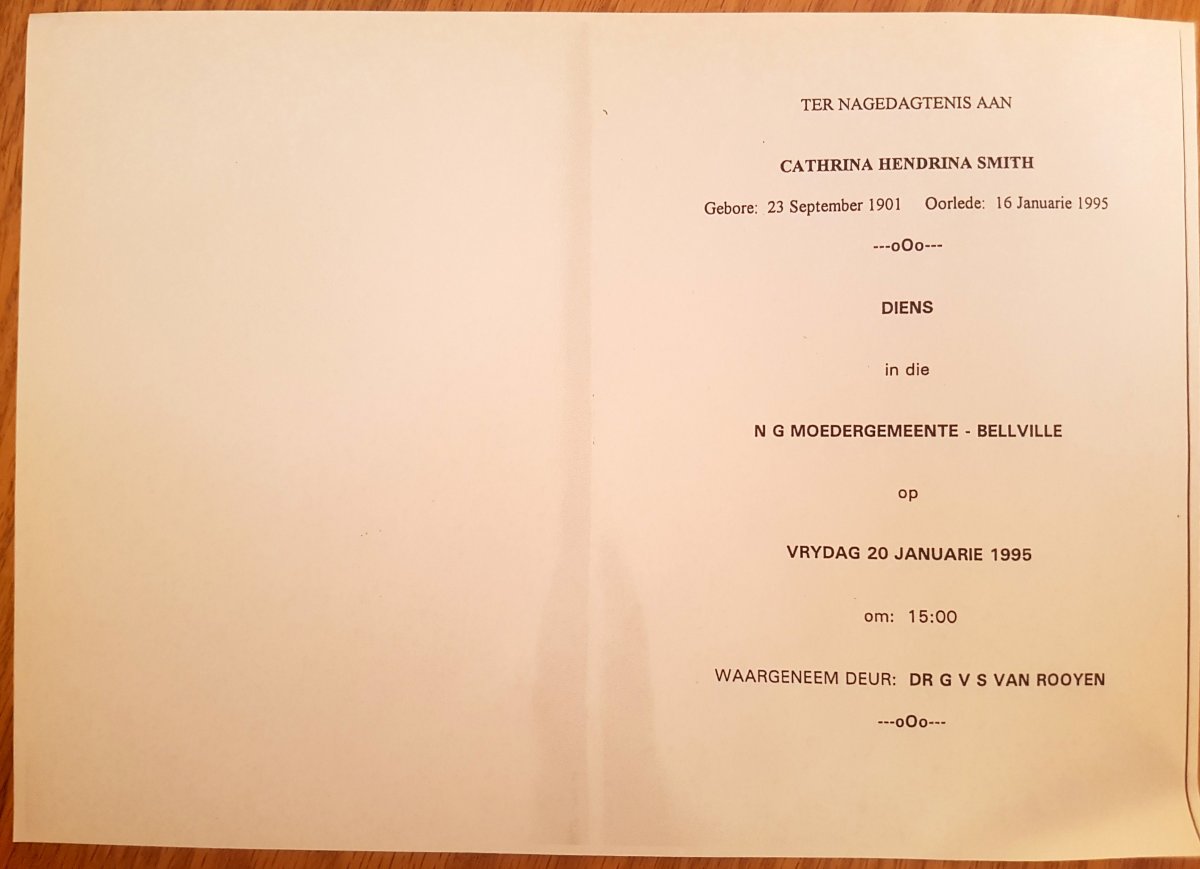 TER NAGEDAGTENIS AAN
CATHRINA HENDRINA SMITH
Gebore: 23 September 1901 Oorlede: 16 Januarie 1995
---oOo---
DIENS
in die
N G MOEDERGEMEENTE - BELLVILLE
op
VRYDAG 20 JANUARIE 1995
om: 15:00
WAARGENEEM DEUR: DR G V S VAN ROOYEN
---oOo---